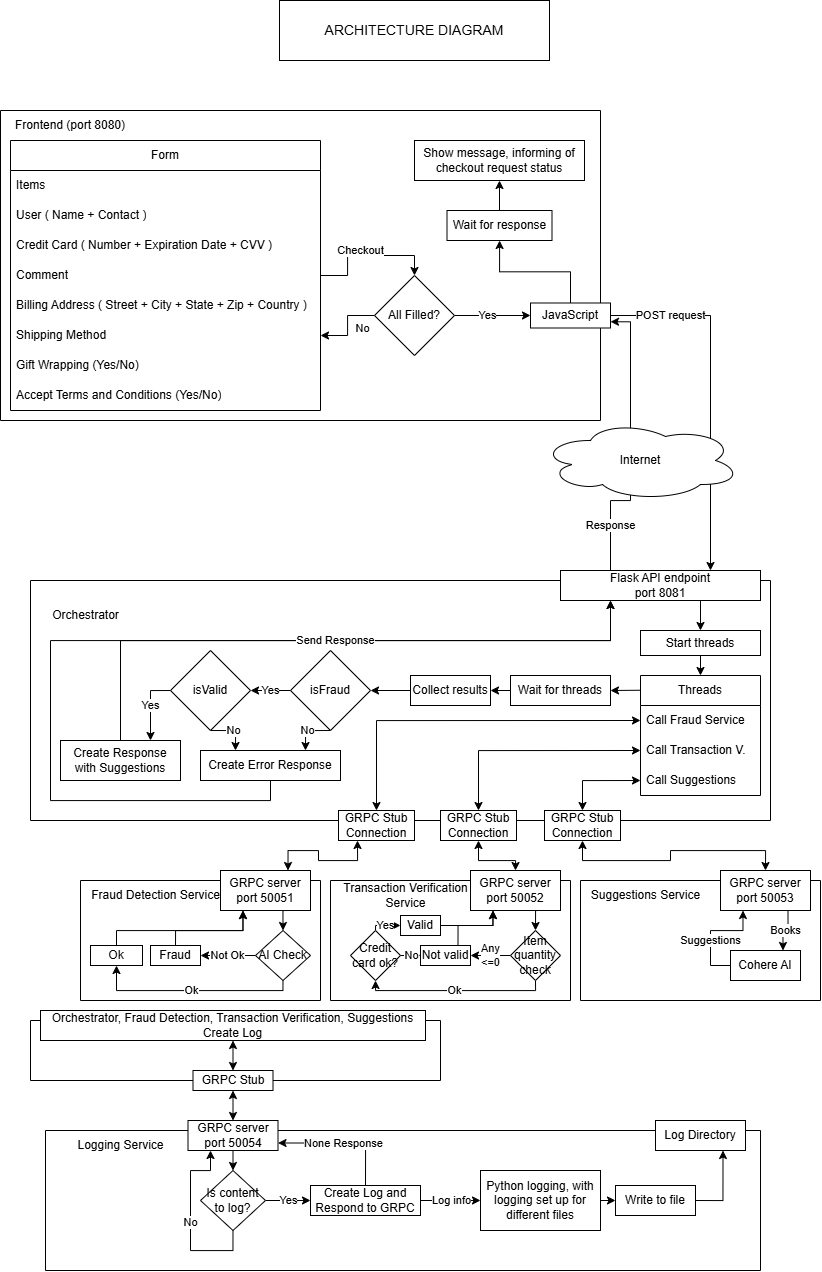 ARCHITECTURE DIAGRAM
Frontend (port 8080)
Form
Items
User ( Name + Contact )
Credit Card ( Number + Expiration Date + CVV )
Comment
Billing Address ( Street + City + State + Zip + Country )
Shipping Method
Gift Wrapping (Yes/No)
Accept Terms and Conditions (Yes/No)
Checkout
All Filled?
No
Yes
Show message, informing of
checkout request status
Wait for response
JavaScript
POST request
Internet
Response
Flask API endpoint
port 8081
Orchestrator
Send Response
Start threads
Threads
Call Fraud Service
Call Transaction V.
Call Suggestions
Wait for threads
Collect results
isFraud
Yes
isValid
Yes
No
No
Create Response
with Suggestions
Create Error Response
GRPC Stub
Connection
GRPC Stub
Connection
GRPC Stub
Connection
Fraud Detection Service
GRPC server
port 50051
Ok
Fraud
Not Ok
AI Check
Ok
Transaction Verification
Service
GRPC server
port 50052
Yes
Valid
Credit
card ok?
No
Not valid
Any
<=0
Item
quantity
check
Ok
Suggestions Service
GRPC server
port 50053
Suggestions
Books
Cohere AI
Orchestrator, Fraud Detection, Transaction Verification, Suggestions
Create Log
GRPC Stub
Logging Service
GRPC server
port 50054
None Response
Log Directory
Is content
to log?
No
Yes
Create Log and
Respond to GRPC
Log info
Python logging, with
logging set up for
different files
Write to file